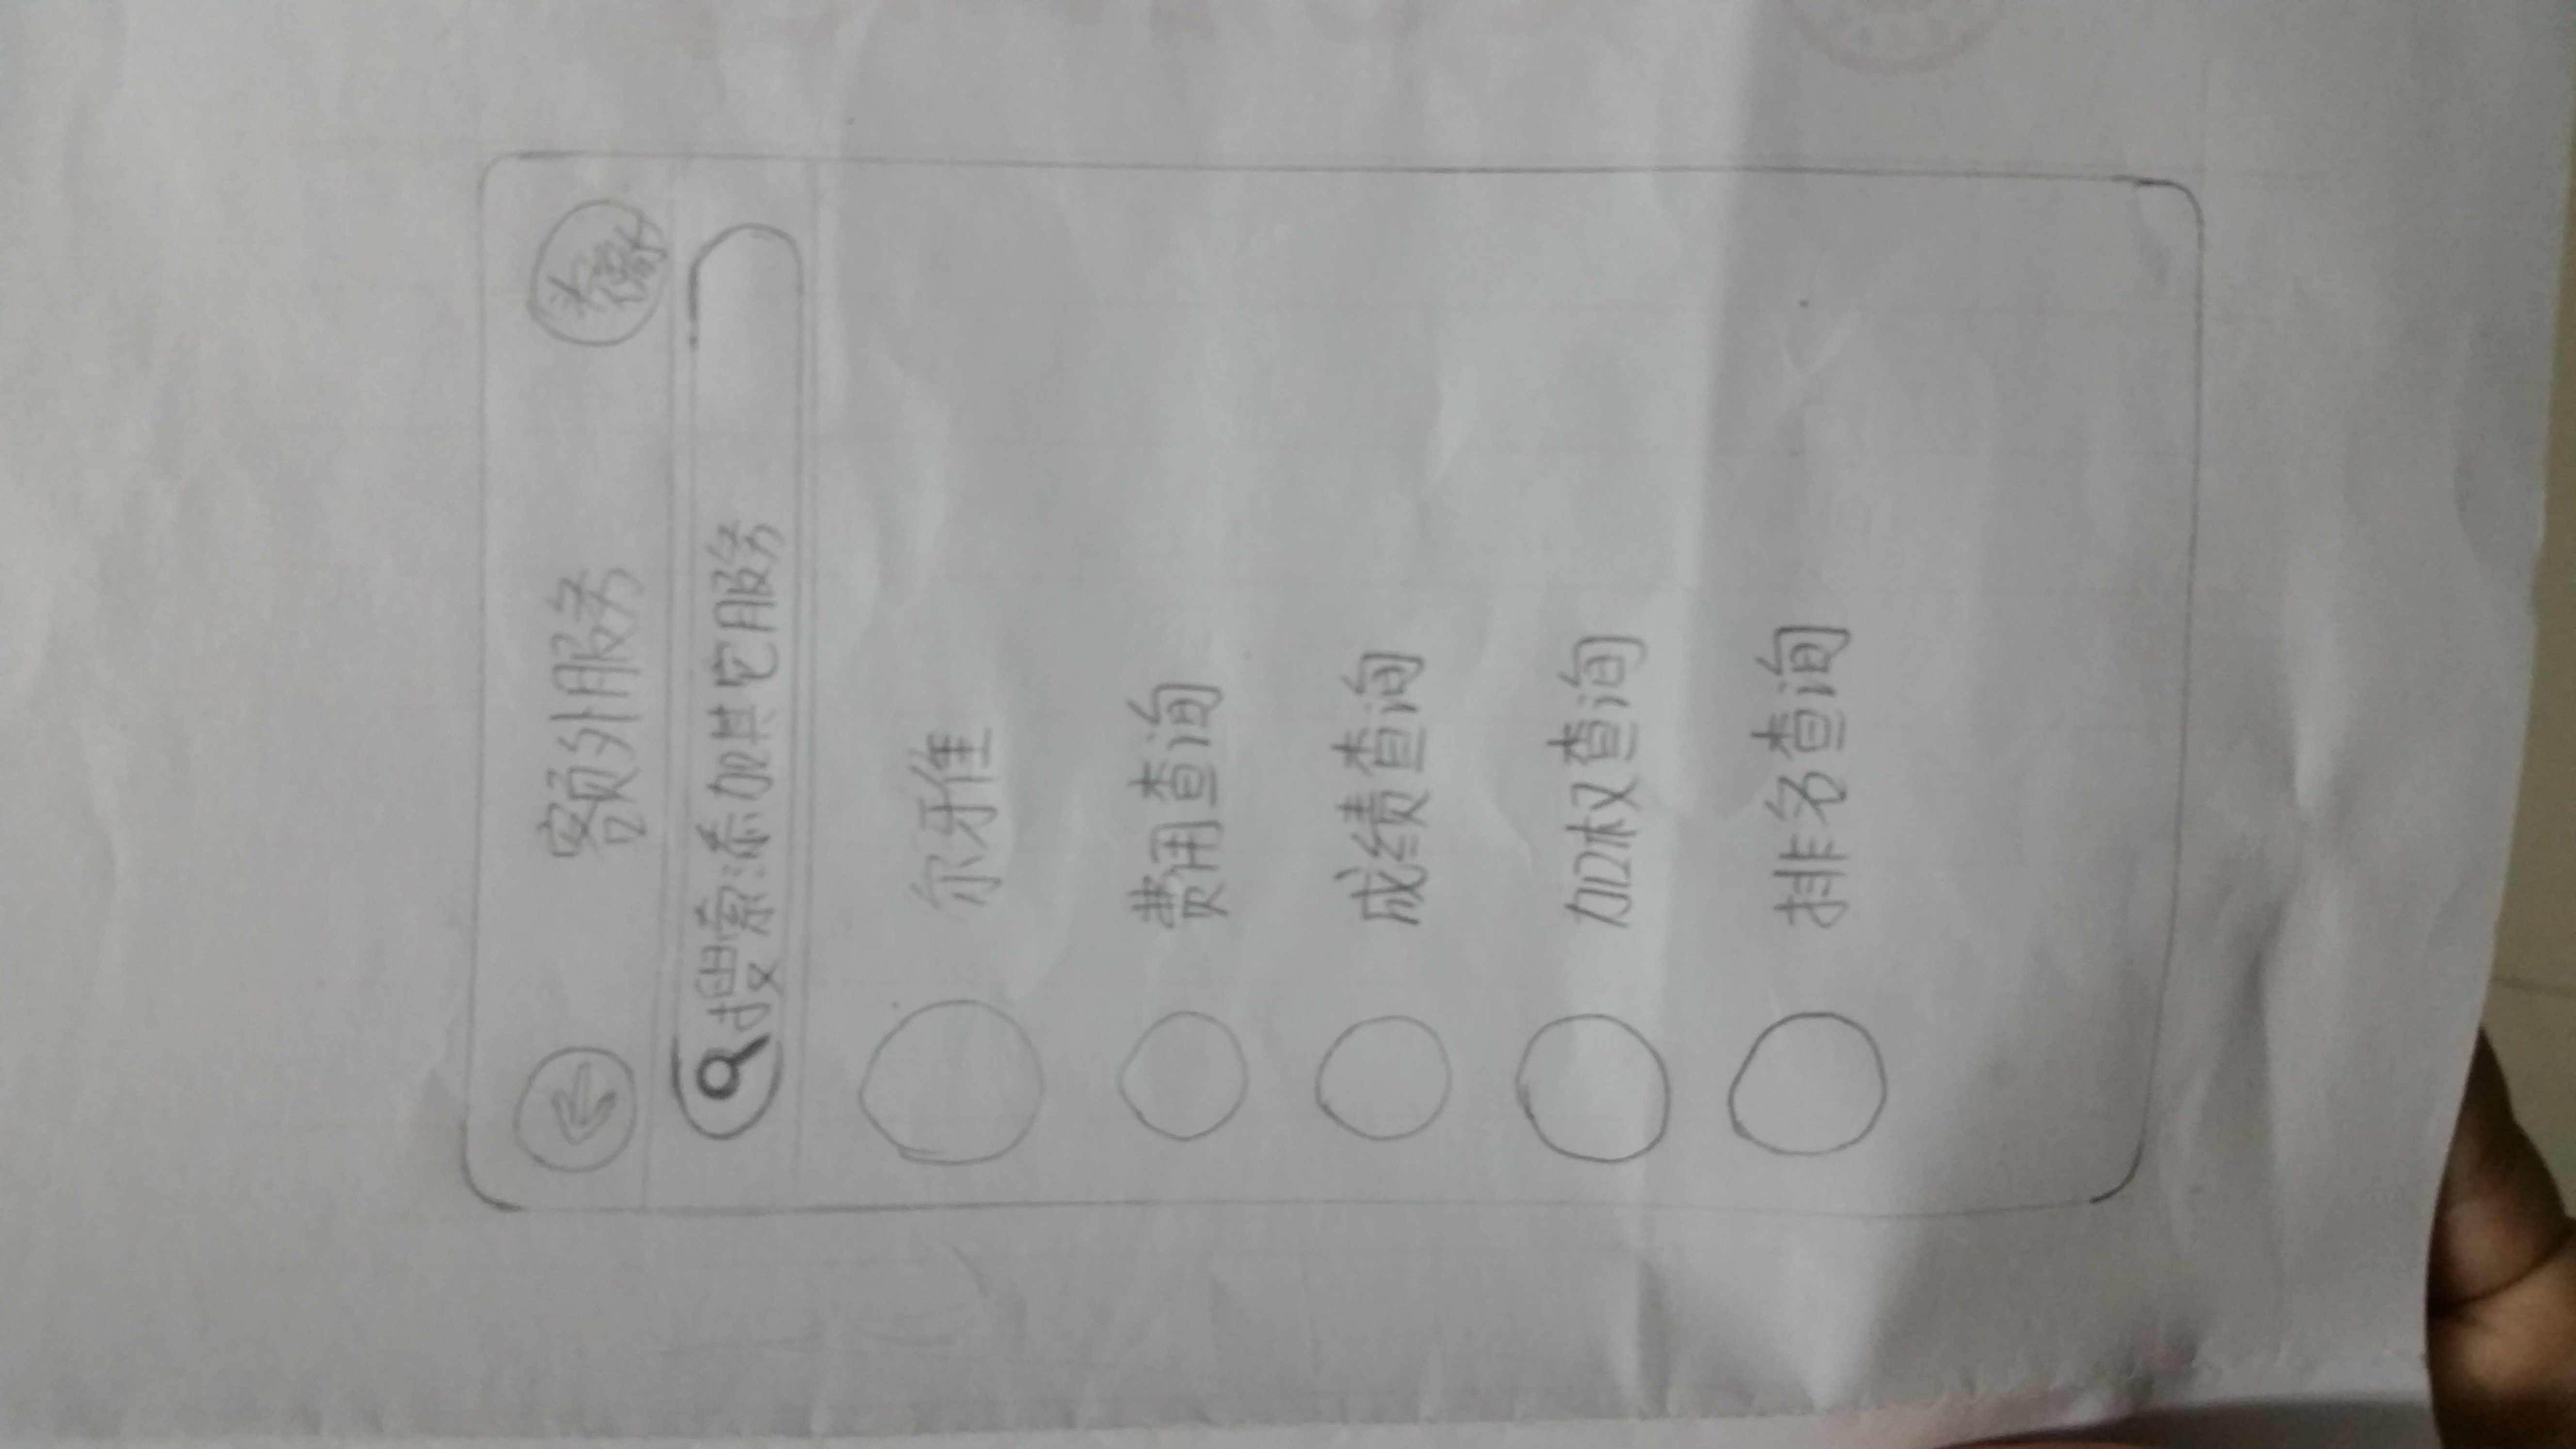 额外服务
头像
搜索添加其它服务
尔雅
费用查询
成绩查询
加权查询
排名查询